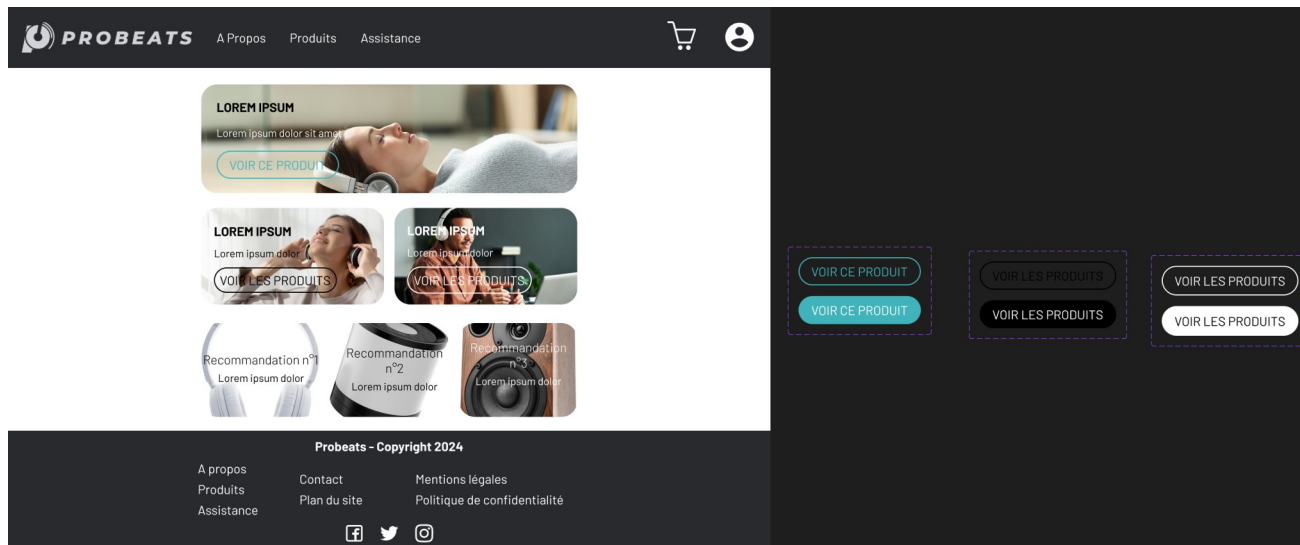 PROBEATS
A Propos
Produits
Assistance
LOREM IPSUM
Lorem ipsum dolor sit amet
VOIR CE PRODUIT
LOREM IPSUM
Lorem ipsum dolor
VOIR LES PRODUITS
LOREM IPSUM
Lorem ipsum dolor
VOIR LES PRODUITS
Recommandation n°1
Lorem ipsum dolor
Recommandation
n°2
Lorem ipsum dolor
Recommandation
n°3
Lorem ipsum dolor
Probeats - Copyright 2024
A propos
Produits
Assistance
Contact
Plan du site
Mentions légales
Politique de confidentialité
VOIR CE PRODUIT
VOIR CE PRODUIT
VOIR LES PRODUITS
VOIR LES PRODUITS
VOIR LES PRODUITS
VOIR LES PRODUITS